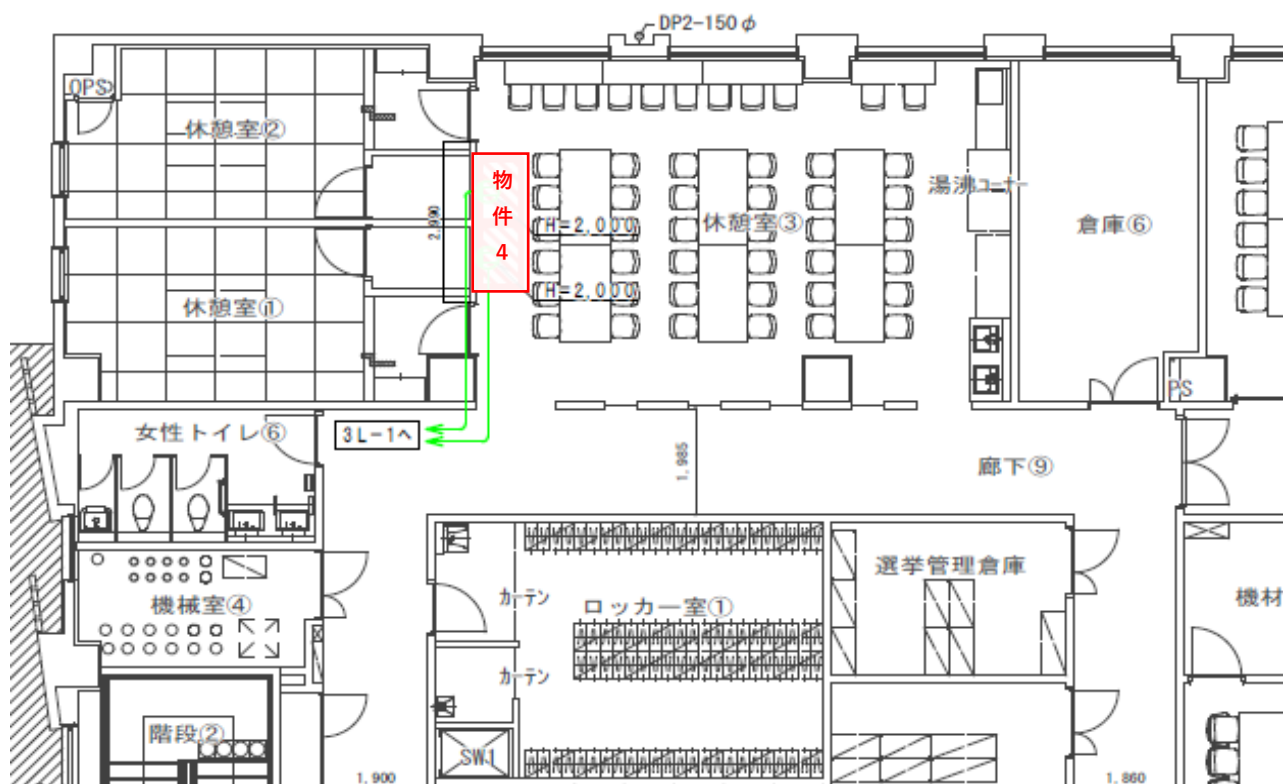 DP2-150φ
OPS
休憩室②
物
件
4
湯沸コーナー
2,990
H=2,000
休憩室③
倉庫⑥
H=2,000
休憩室①
PS
女性トイレ⑥
3L-1へ
1,985
廊下⑨
選挙管理倉庫
カーテン
ロッカー室①
機械室④
機材
カーテン
階段②
SW1
1,900
1,860